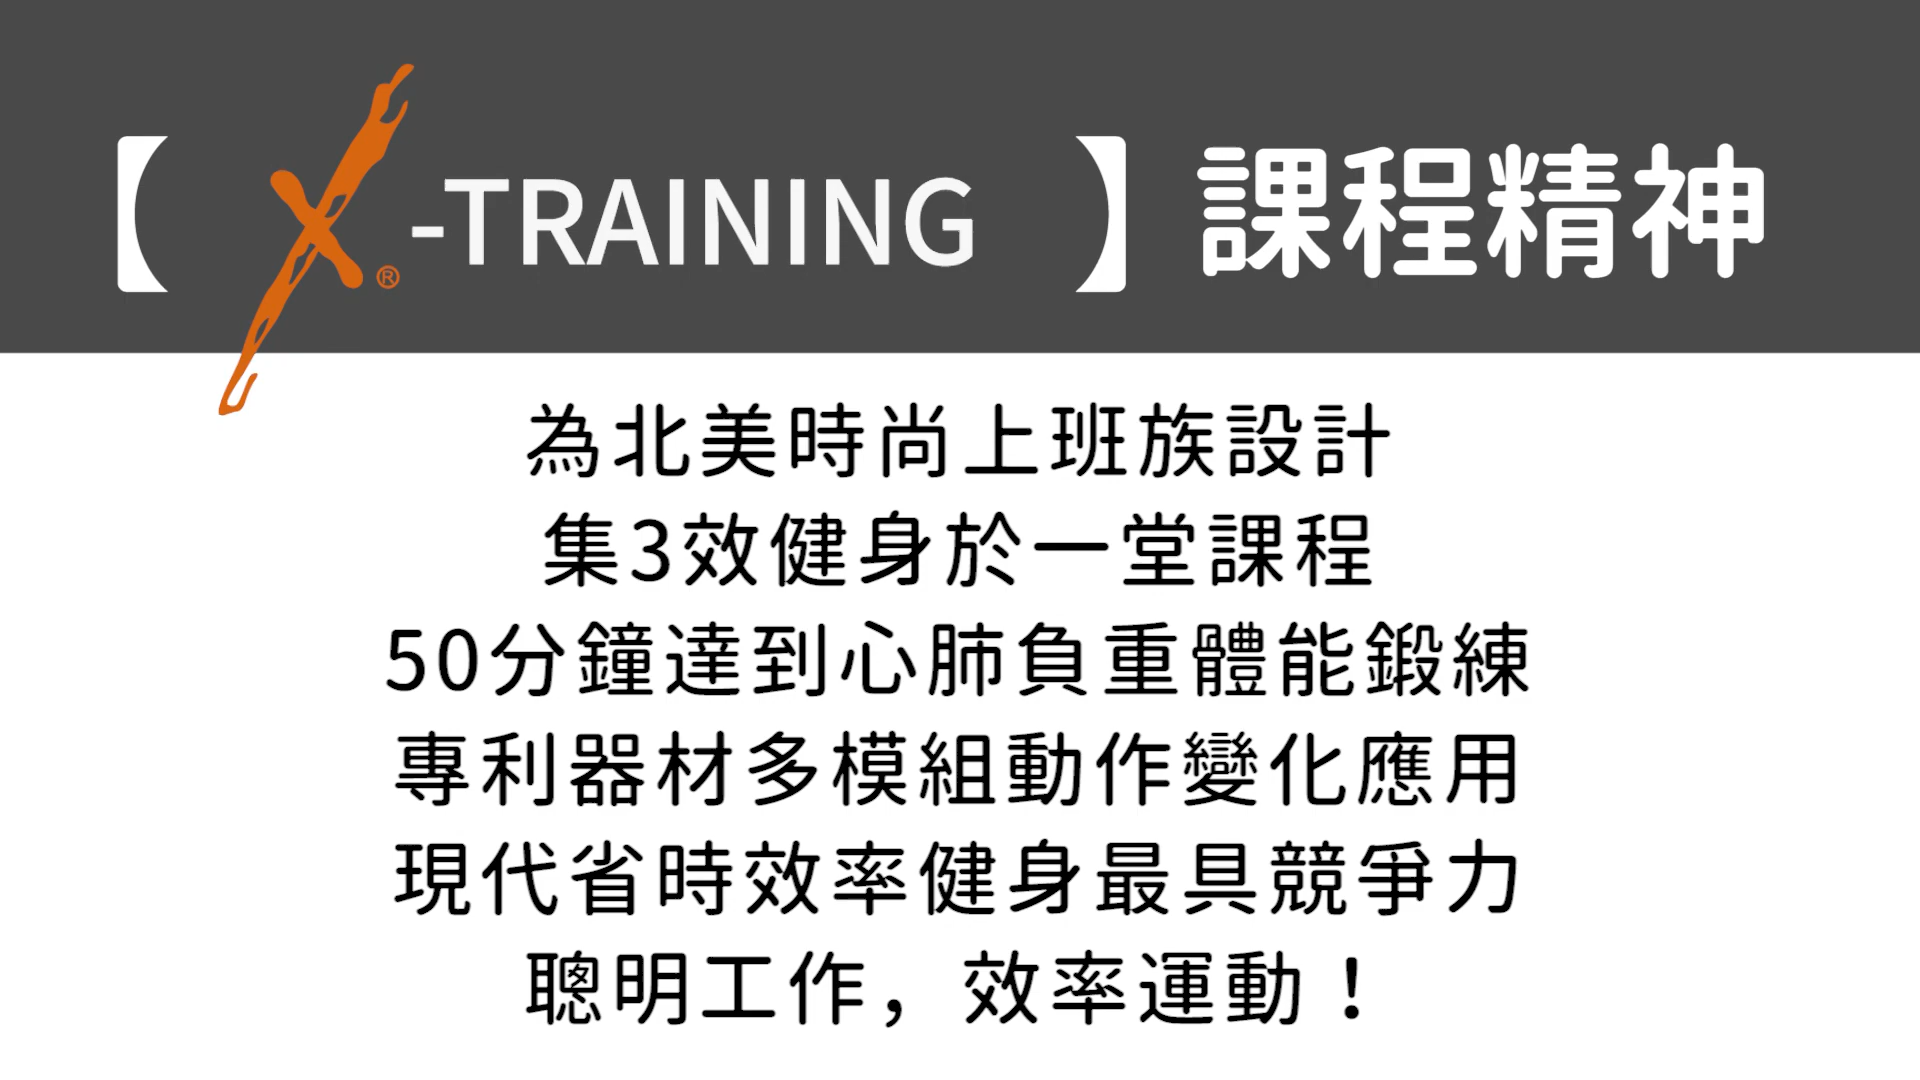 【X®-TRAINING】課程精神
為北美時尚上班族設計
集3效健身於一堂課程
50分鐘達到心肺負重體能鍛練
專利器材多模組動作變化應用
現代省時效率健身最具競爭力
聰明工作，效率運動！